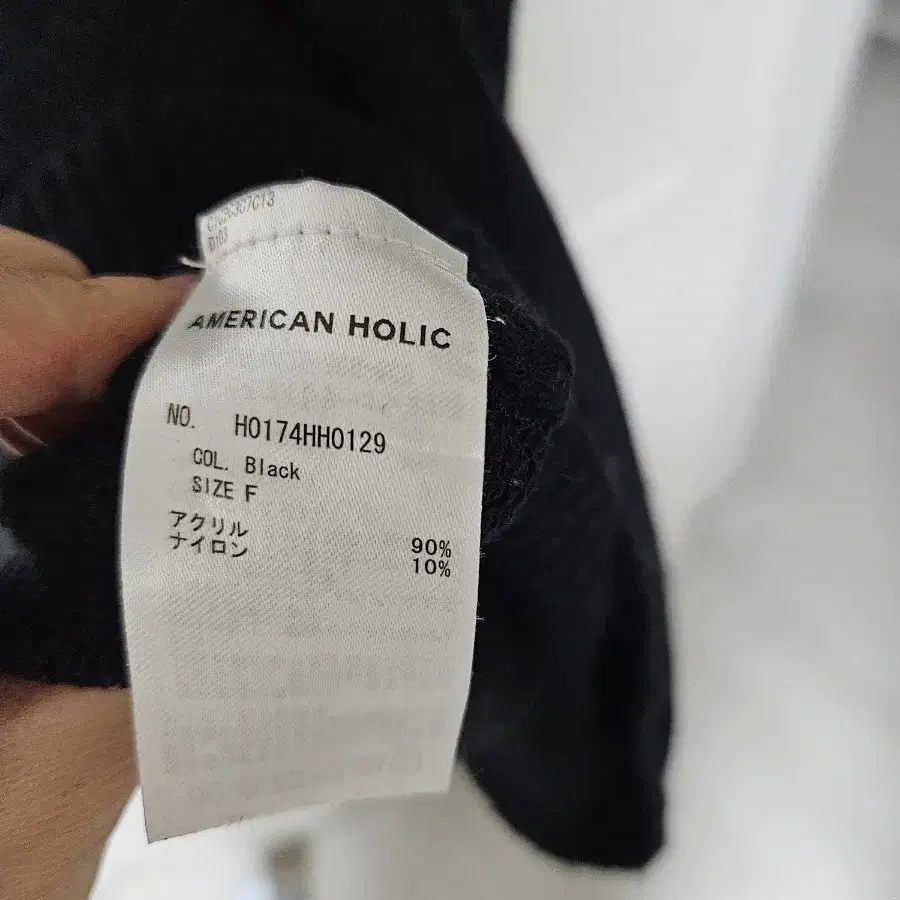 AMERICAN HOLIC
NO. H0174HH0129
COL. Black
SIZE F
アクリル 90%
ナイロン 10%